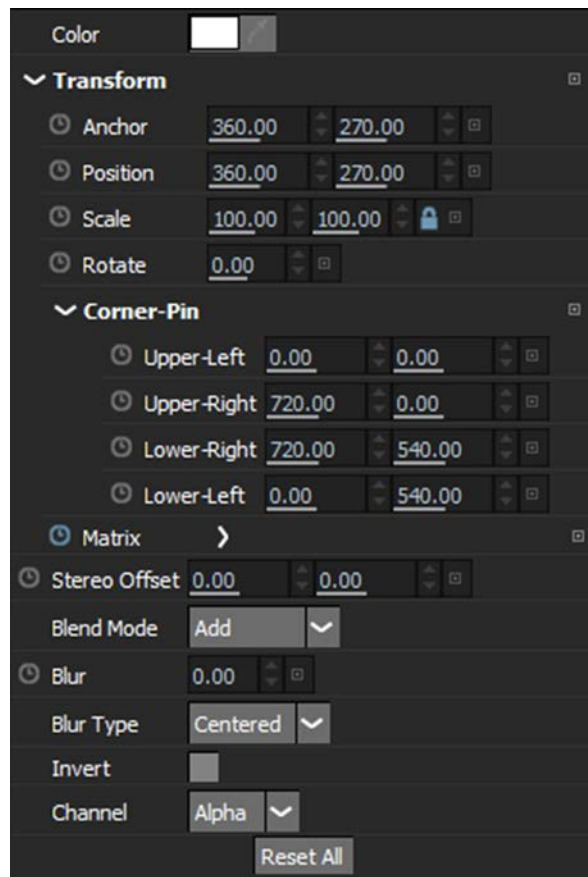 Color
Transform
Anchor 360.00 270.00
Position 360.00 270.00
Scale 100.00 100.00
Rotate 0.00
Corner-Pin
Upper-Left 0.00 0.00
Upper-Right 720.00 0.00
Lower-Right 720.00 540.00
Lower-Left 0.00 540.00
Matrix
Stereo Offset 0.00 0.00
Blend Mode Add
Blur 0.00
Blur Type Centered
Invert
Channel Alpha
Reset All